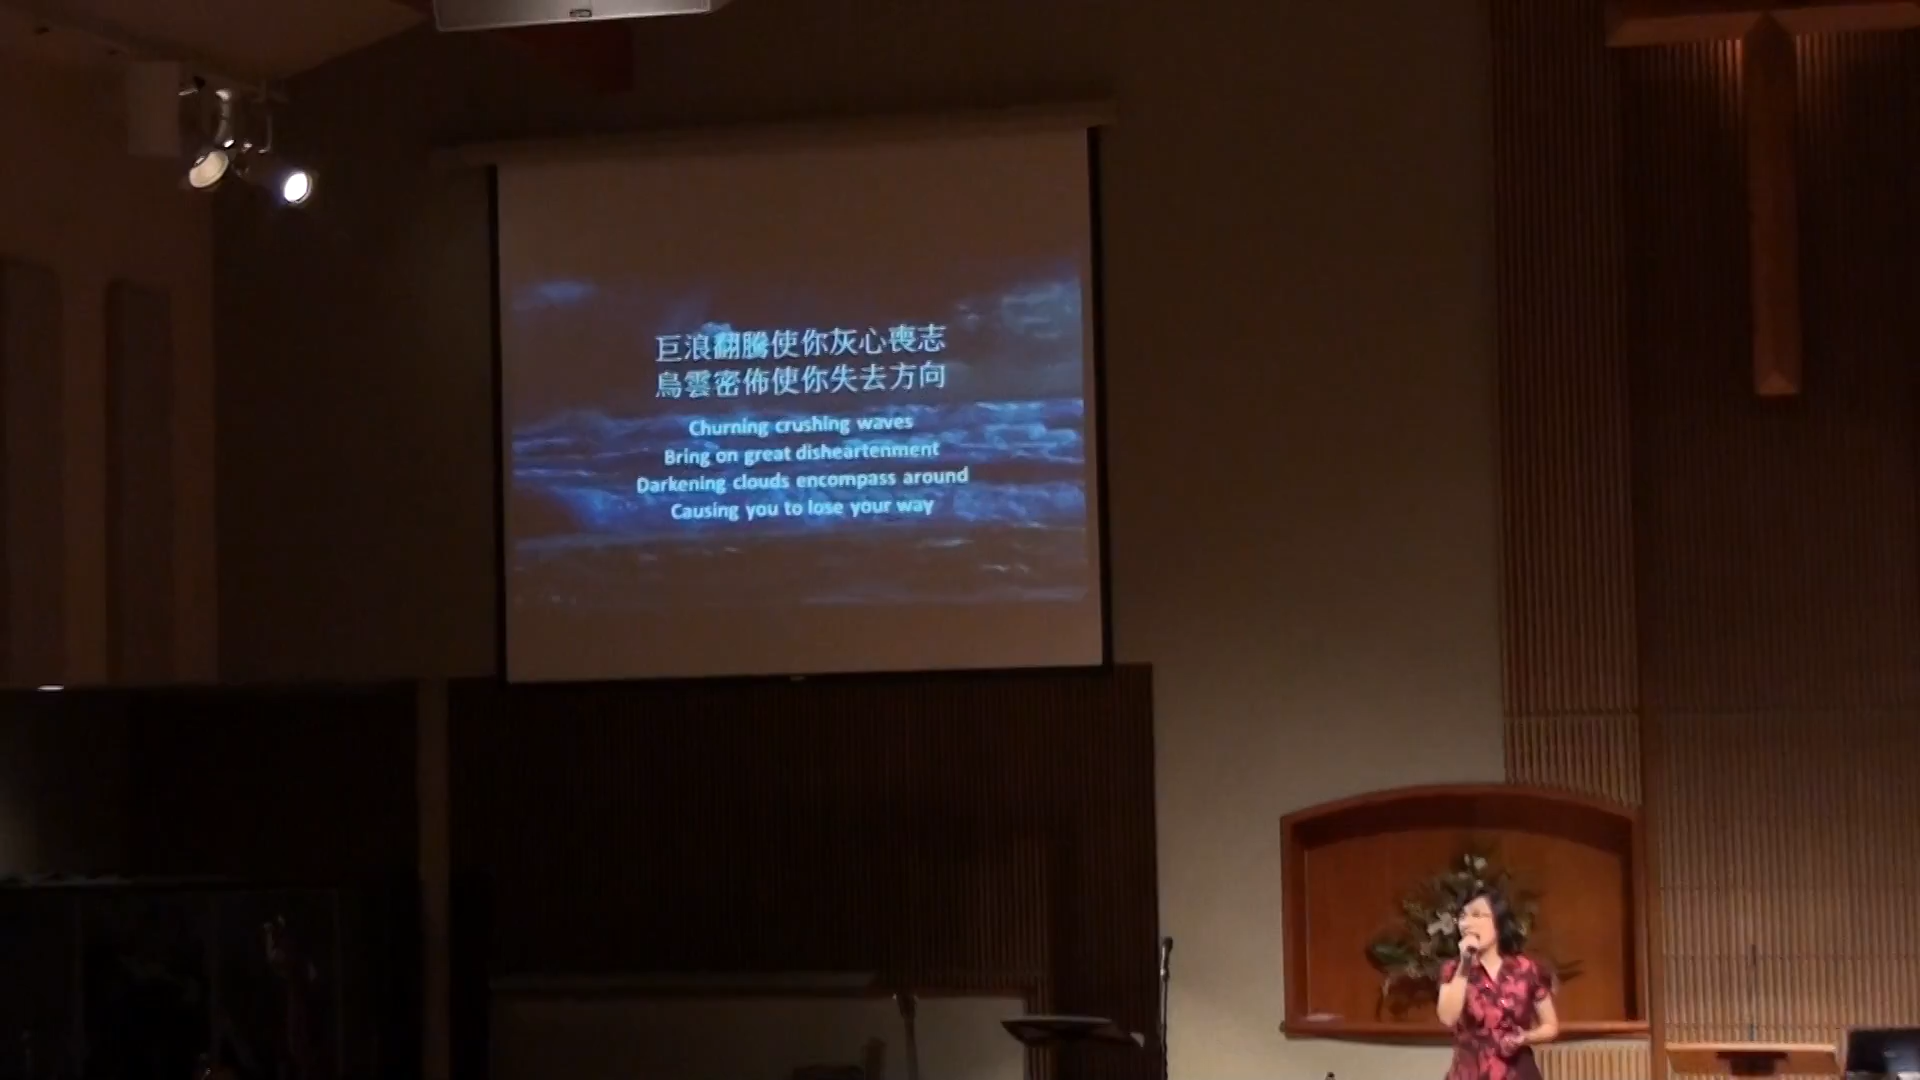 巨浪翻騰使你灰心喪志
烏雲密佈使你失去方向
Churning crushing waves
Bring on great disheartenment
Darkening clouds encompass around
Causing you to lose your way